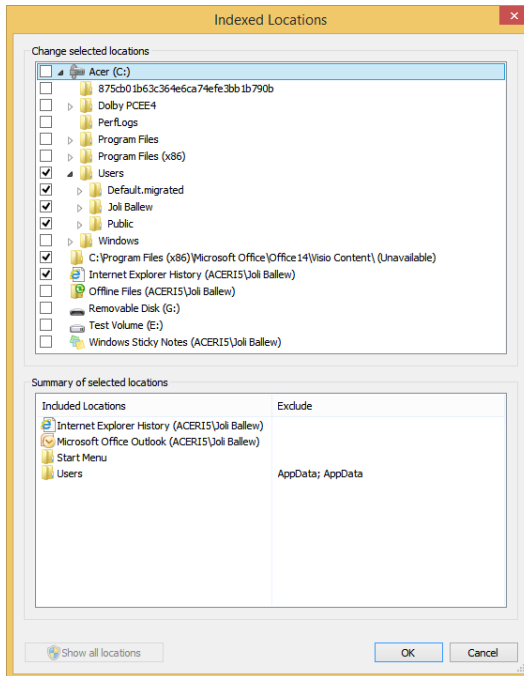 Indexed Locations
Change selected locations
Acer (C:)
875cb01b63c364e6ca74efe3bb1b790b
Dolby PCEE4
PerfLogs
Program Files
Program Files (x86)
Users
Default.migrated
Joli Ballew
Public
Windows
C:\Program Files (x86)\Microsoft Office\Office14\Visio Content\ (Unavailable)
Internet Explorer History (ACERI5\Joli Ballew)
Offline Files (ACERI5\Joli Ballew)
Removable Disk (G:)
Test Volume (E:)
Windows Sticky Notes (ACERI5\Joli Ballew)
Summary of selected locations
Included Locations Exclude
Internet Explorer History (ACERI5\Joli Ballew)
Microsoft Office Outlook (ACERI5\Joli Ballew)
Start Menu
Users AppData; AppData
Show all locations OK Cancel